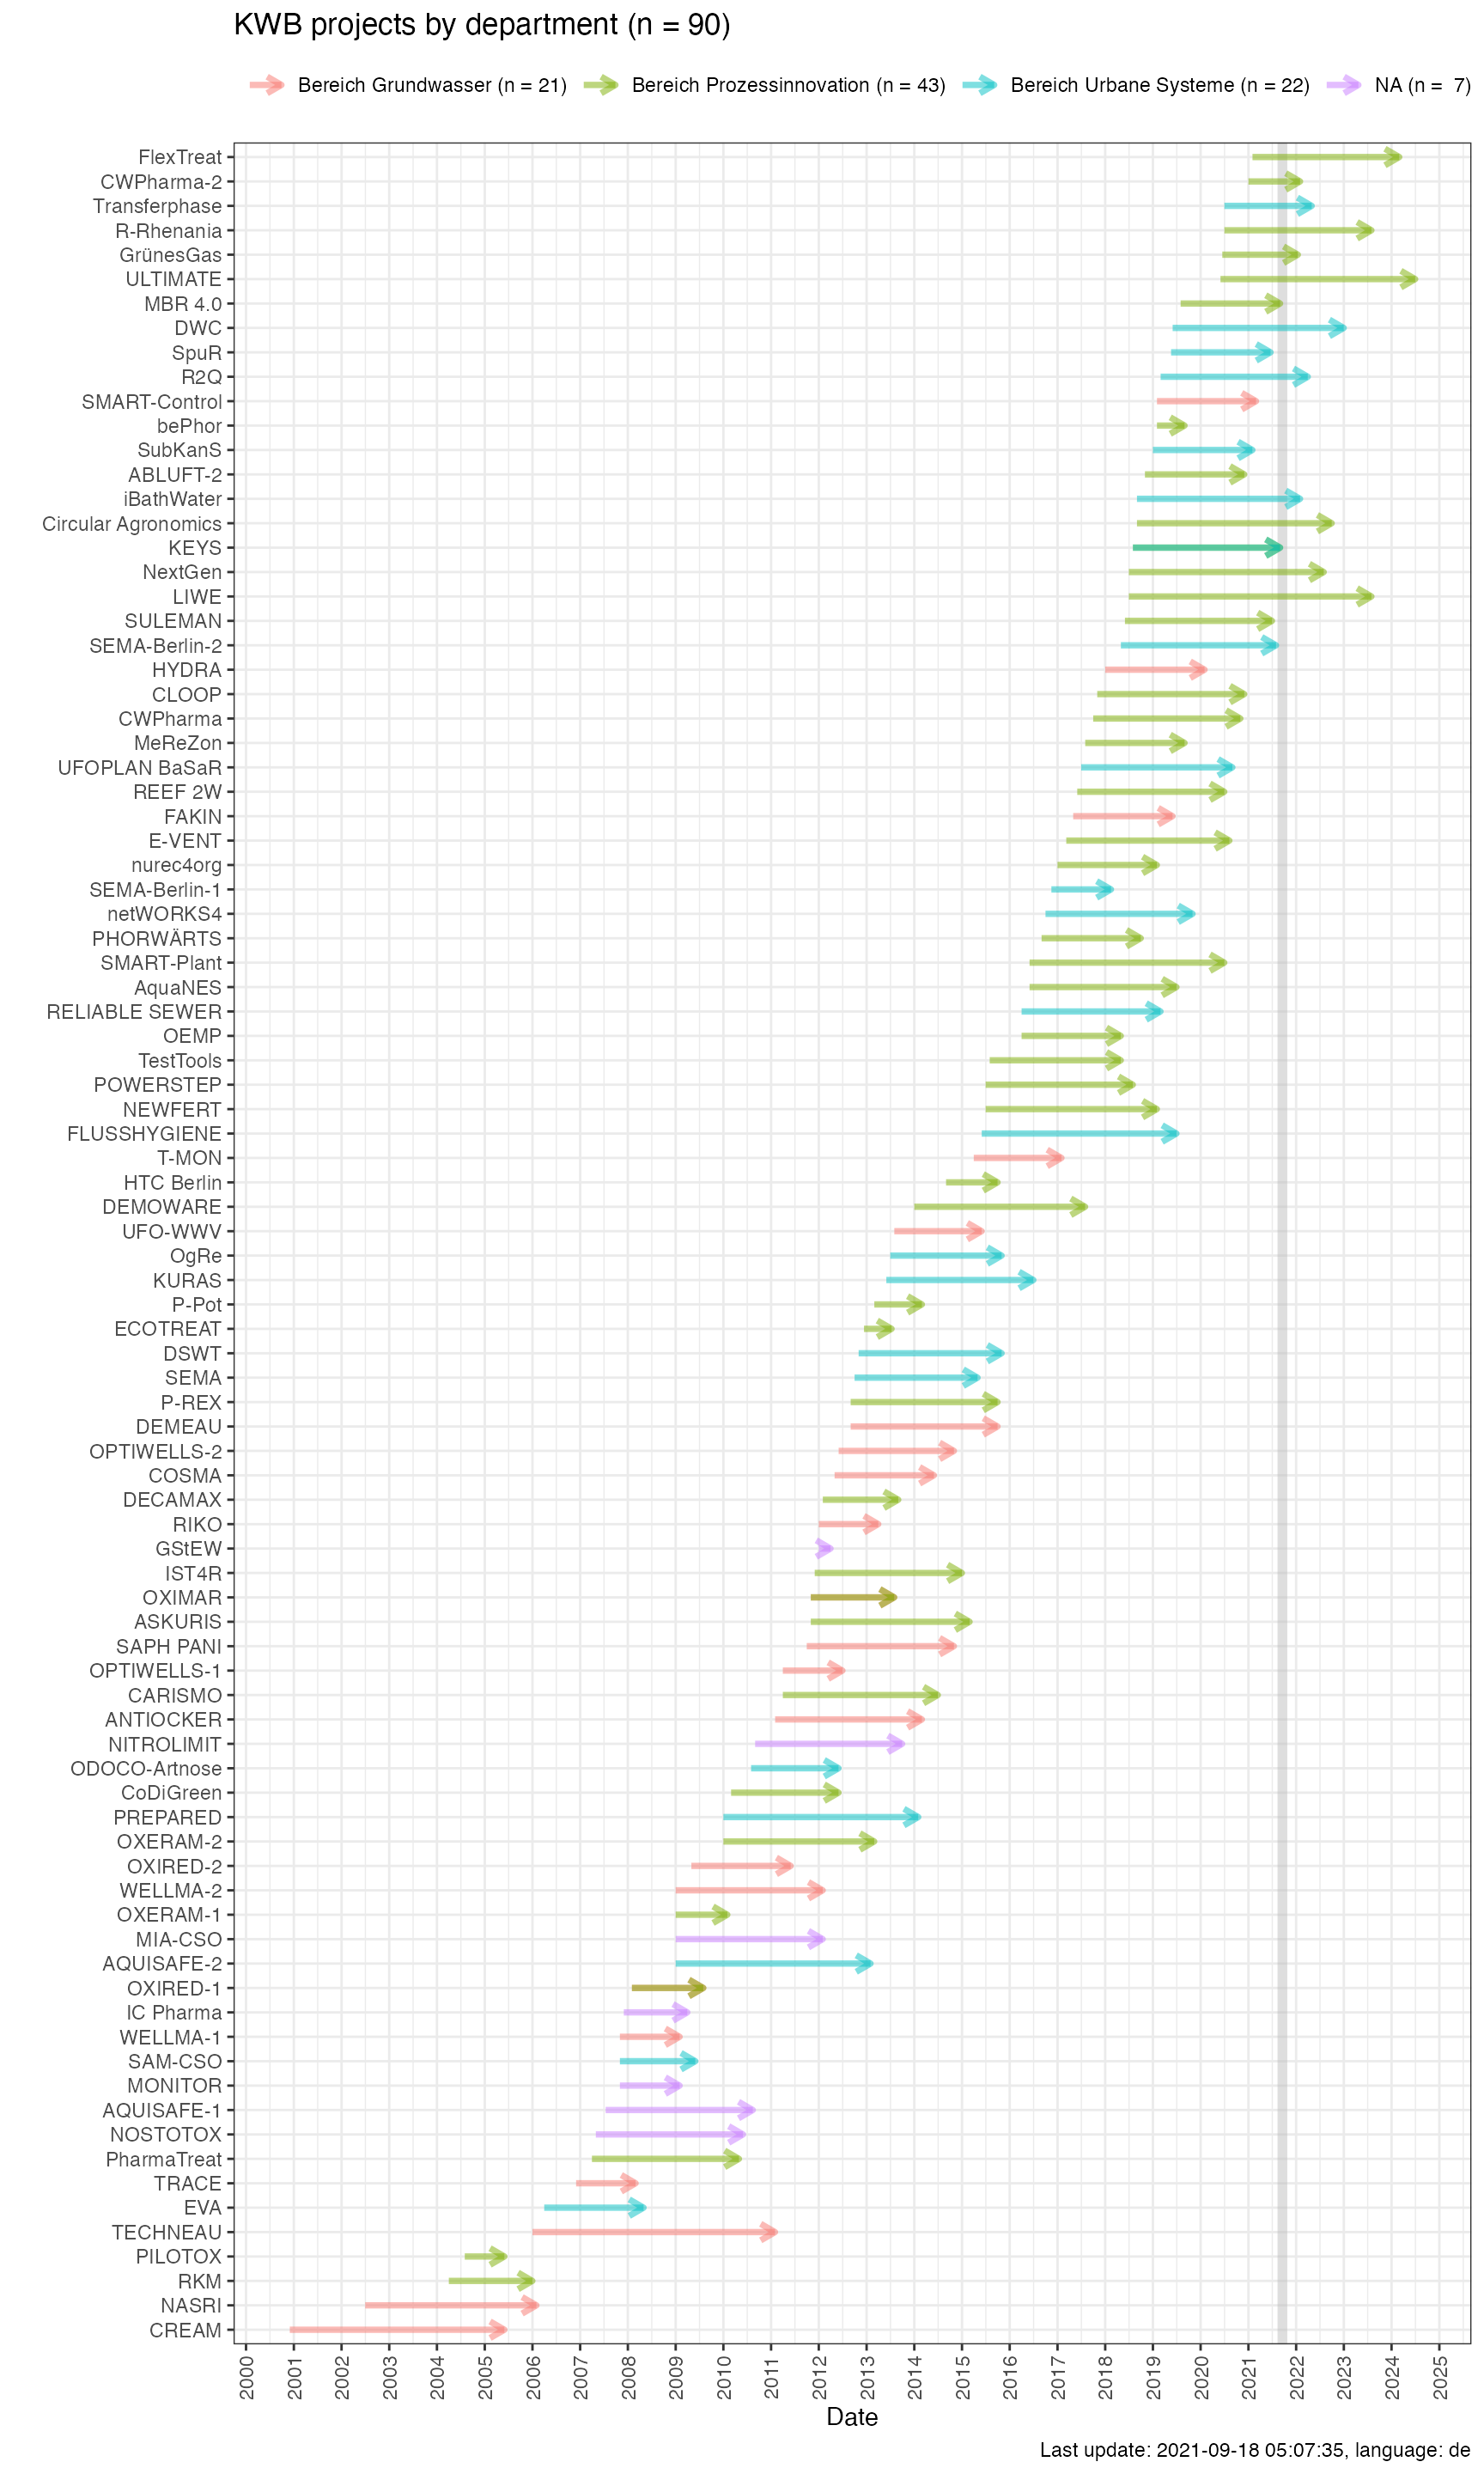 KWB projects by department (n = 90)
Bereich Grundwasser (n = 21) Bereich Prozessinnovation (n = 43) Bereich Urbane Systeme (n = 22) NA (n =  7)
FlexTreat
CWPharma-2
Transferphase
R-Rhenania
GrünesGas
ULTIMATE
MBR 4.0
DWC
SpuR
R2Q
SMART-Control
bePhor
SubKanS
ABLUFT-2
iBathWater
Circular Agronomics
KEYS
NextGen
LIWE
SULEMAN
SEMA-Berlin-2
HYDRA
CLOOP
CWPharma
MeReZon
UFOPLAN BaSaR
REEF 2W
FAKIN
E-VENT
nurec4org
SEMA-Berlin-1
netWORKS4
PHORWÄRTS
SMART-Plant
AquaNES
RELIABLE SEWER
OEMP
TestTools
POWERSTEP
NEWFERT
FLUSSHYGIENE
T-MON
HTC Berlin
DEMOWARE
UFO-WWV
OgRe
KURAS
P-Pot
ECOTREAT
DSWT
SEMA
P-REX
DEMEAU
OPTIWELLS-2
COSMA
DECAMAX
RIKO
GStEW
IST4R
OXIMAR
ASKURIS
SAPH PANI
OPTIWELLS-1
CARISMO
ANTIOCKER
NITROLIMIT
ODOCO-Artnose
CoDiGreen
PREPARED
OXERAM-2
OXIRED-2
WELLMA-2
OXERAM-1
MIA-CSO
AQUISAFE-2
OXIRED-1
IC Pharma
WELLMA-1
SAM-CSO
MONITOR
AQUISAFE-1
NOSTOTOX
PharmaTreat
TRACE
EVA
TECHNEAU
PILOTOX
RKM
NASRI
CREAM
2000 2001 2002 2003 2004 2005 2006 2007 2008 2009 2010 2011 2012 2013 2014 2015 2016 2017 2018 2019 2020 2021 2022 2023 2024 2025
Date
Last update: 2021-09-18 05:07:35, language: de